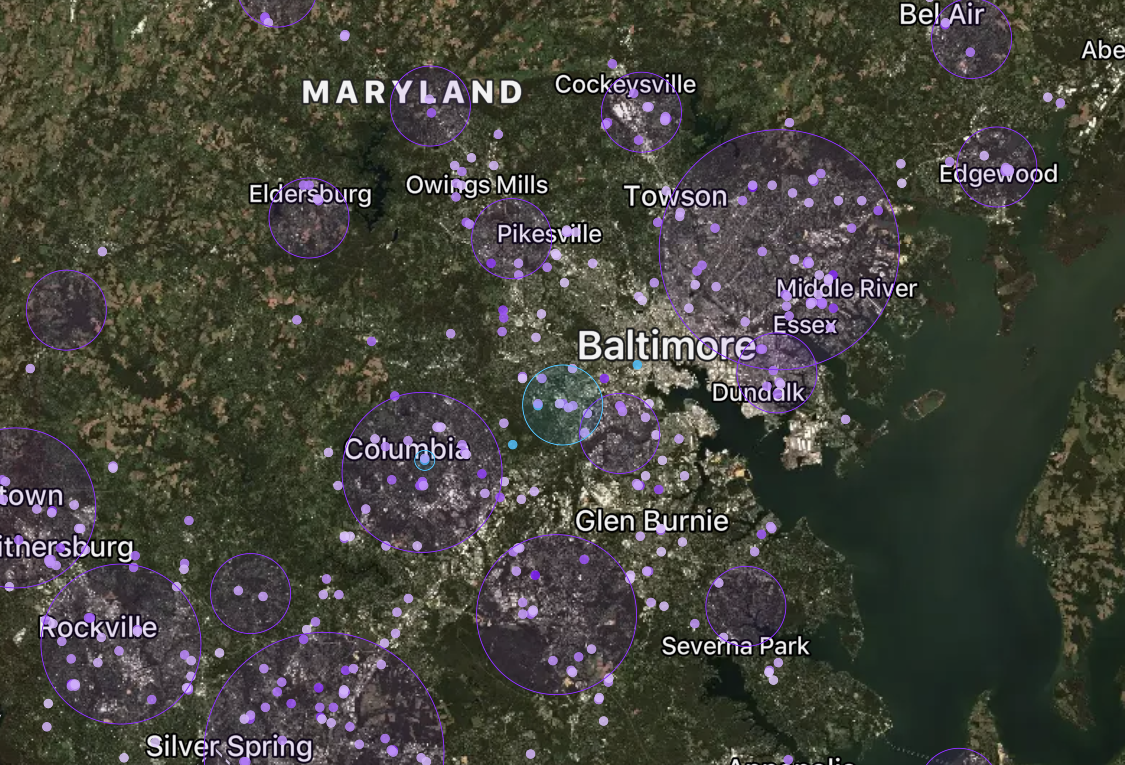 Bel Air
Abe
MARYLAND
Cockeysville
Edgewood
Eldersburg
Owings Mills
Towson
Pikesville
Middle River
Essex
Baltimore
Dundalk
Columbia
town
Glen Burnie
ithersburg
Rockville
Severna Park
Silver Spring
Annapolis